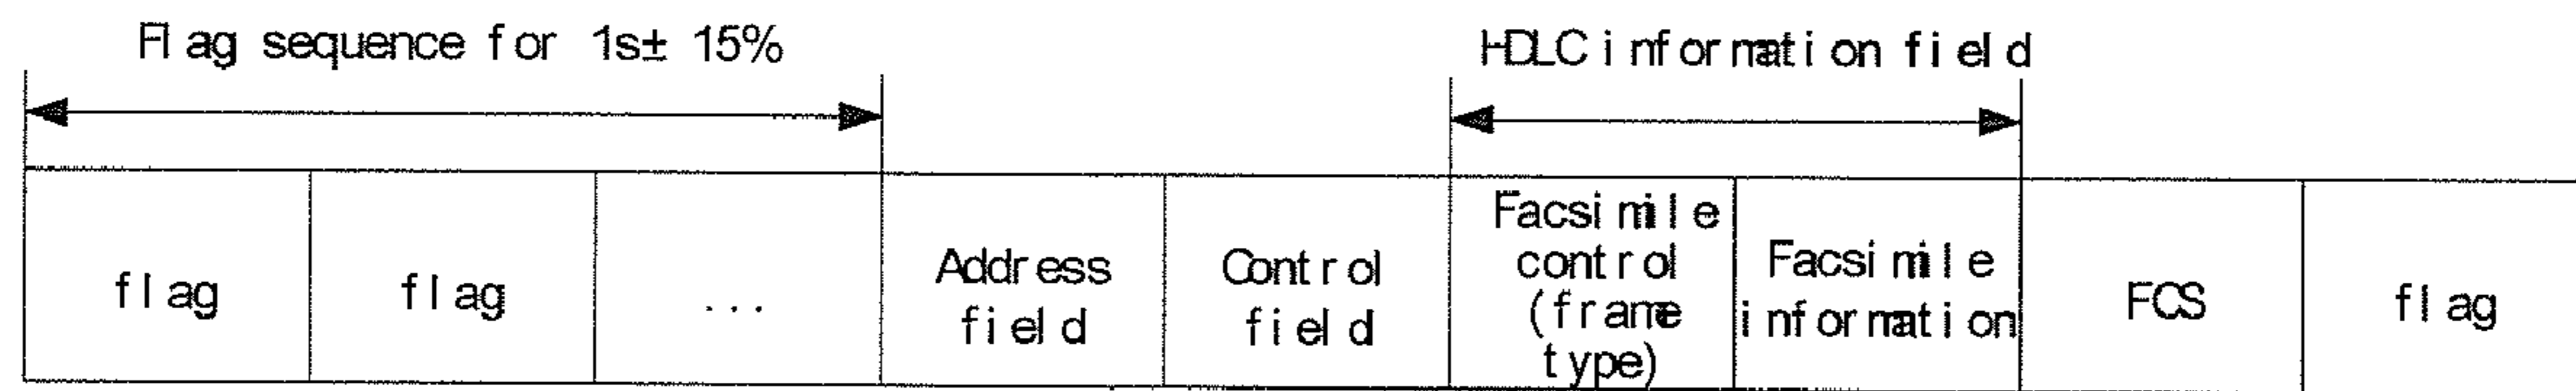 Flag sequence for 1s± 15%
HDLC information field
flag
flag
...
Address
field
Control
field
Facsimile
control
(frame
type)
Facsimile
information
FCS
flag